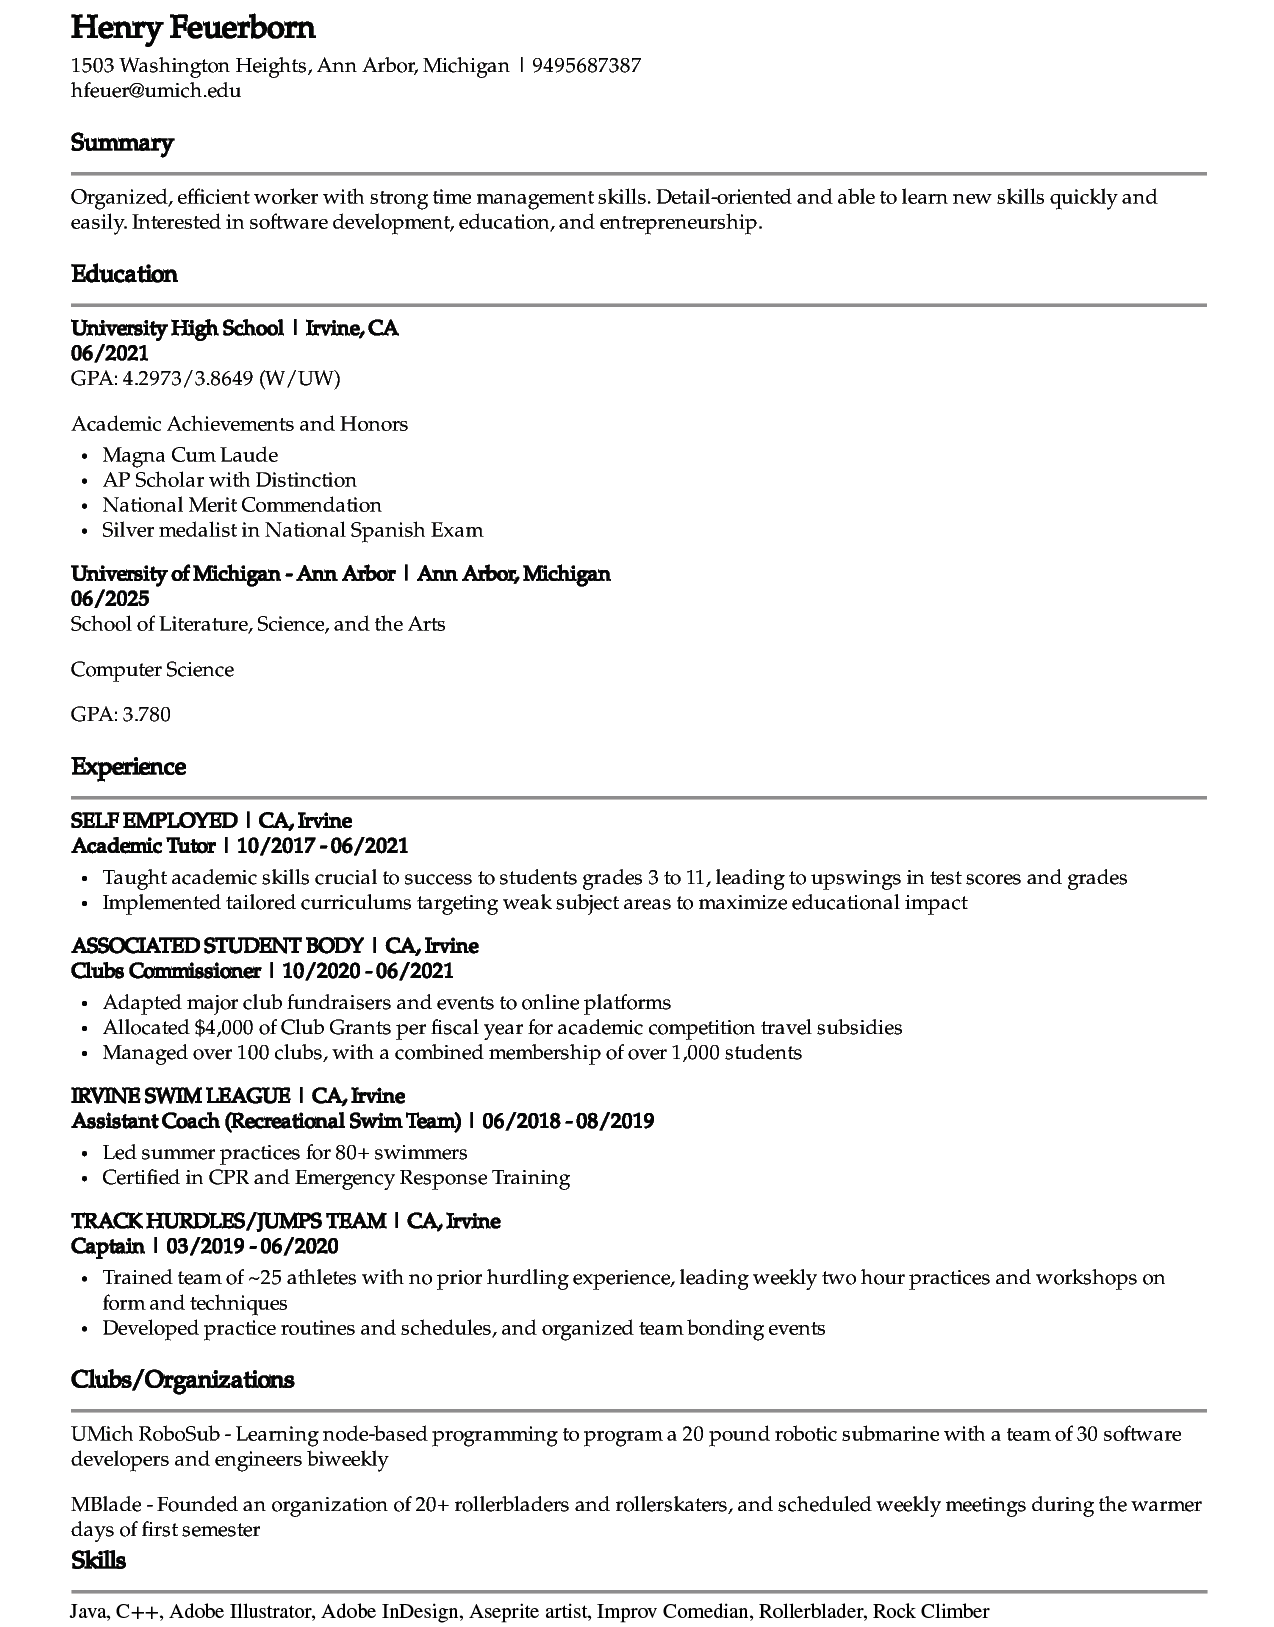 Henry Feuerborn
1503 Washington Heights, Ann Arbor, Michigan | 9495687387
hfeuer@umich.edu
Summary
Organized, efficient worker with strong time management skills. Detail-oriented and able to learn new skills quickly and
easily. Interested in software development, education, and entrepreneurship.
Education
University High School | Irvine, CA
06/2021
GPA: 4.2973/3.8649 (W/UW)
Academic Achievements and Honors
• Magna Cum Laude
• AP Scholar with Distinction
• National Merit Commendation
• Silver medalist in National Spanish Exam
University of Michigan - Ann Arbor | Ann Arbor, Michigan
06/2025
School of Literature, Science, and the Arts
Computer Science
GPA: 3.780
Experience
SELF EMPLOYED | CA, Irvine
Academic Tutor | 10/2017 - 06/2021
• Taught academic skills crucial to success to students grades 3 to 11, leading to upswings in test scores and grades
• Implemented tailored curriculums targeting weak subject areas to maximize educational impact
ASSOCIATED STUDENT BODY | CA, Irvine
Clubs Commissioner | 10/2020 - 06/2021
• Adapted major club fundraisers and events to online platforms
• Allocated $4,000 of Club Grants per fiscal year for academic competition travel subsidies
• Managed over 100 clubs, with a combined membership of over 1,000 students
IRVINE SWIM LEAGUE | CA, Irvine
Assistant Coach (Recreational Swim Team) | 06/2018 - 08/2019
• Led summer practices for 80+ swimmers
• Certified in CPR and Emergency Response Training
TRACK HURDLES/JUMPS TEAM | CA, Irvine
Captain | 03/2019 - 06/2020
• Trained team of ~25 athletes with no prior hurdling experience, leading weekly two hour practices and workshops on
form and techniques
• Developed practice routines and schedules, and organized team bonding events
Clubs/Organizations
UMich RoboSub - Learning node-based programming to program a 20 pound robotic submarine with a team of 30 software
developers and engineers biweekly
MBlade - Founded an organization of 20+ rollerbladers and rollerskaters, and scheduled weekly meetings during the warmer
days of first semester
Skills
Java, C++, Adobe Illustrator, Adobe InDesign, Aseprite artist, Improv Comedian, Rollerblader, Rock Climber